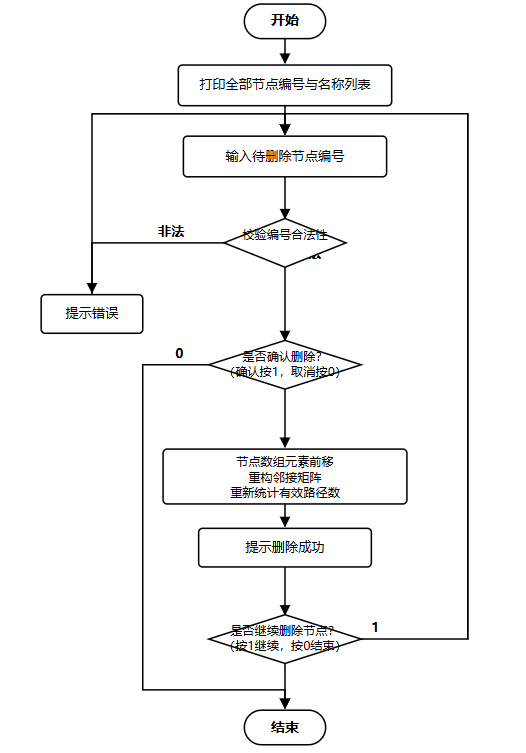 开始
打印全部节点编号与名称列表
输入待删除节点编号
校验编号合法性
非法
提示错误
是否确认删除？
（确认按1，取消按0）
0
节点数组元素前移
重构邻接矩阵
重新统计有效路径数
提示删除成功
是否继续删除节点？
（按1继续，按0结束）
1
结束